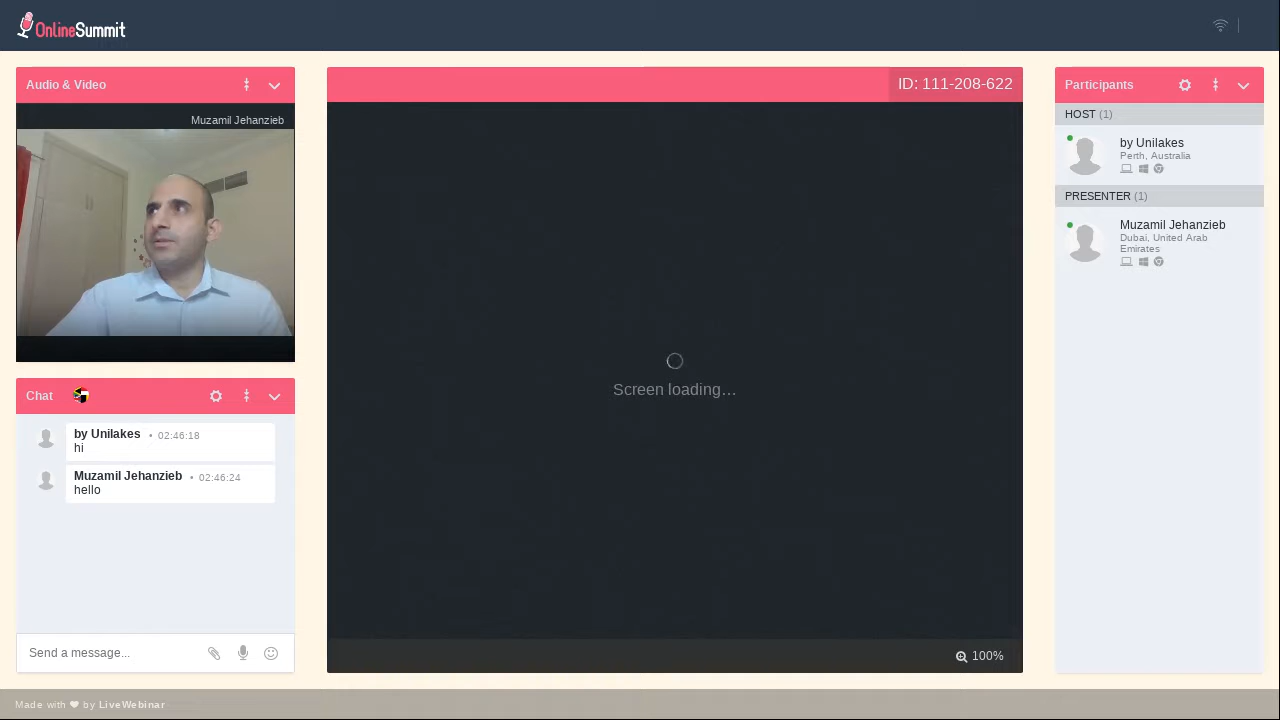 OnlineSummit
Audio & Video
Muzamil Jehanzieb
Chat
by Unilakes • 02:46:18
hi
Muzamil Jehanzieb • 02:46:24
hello
Send a message...
ID: 111-208-622
Screen loading...
100%
Participants
HOST (1)
by Unilakes
Perth, Australia
PRESENTER (1)
Muzamil Jehanzieb
Dubai, United Arab
Emirates
Made with ❤ by LiveWebinar